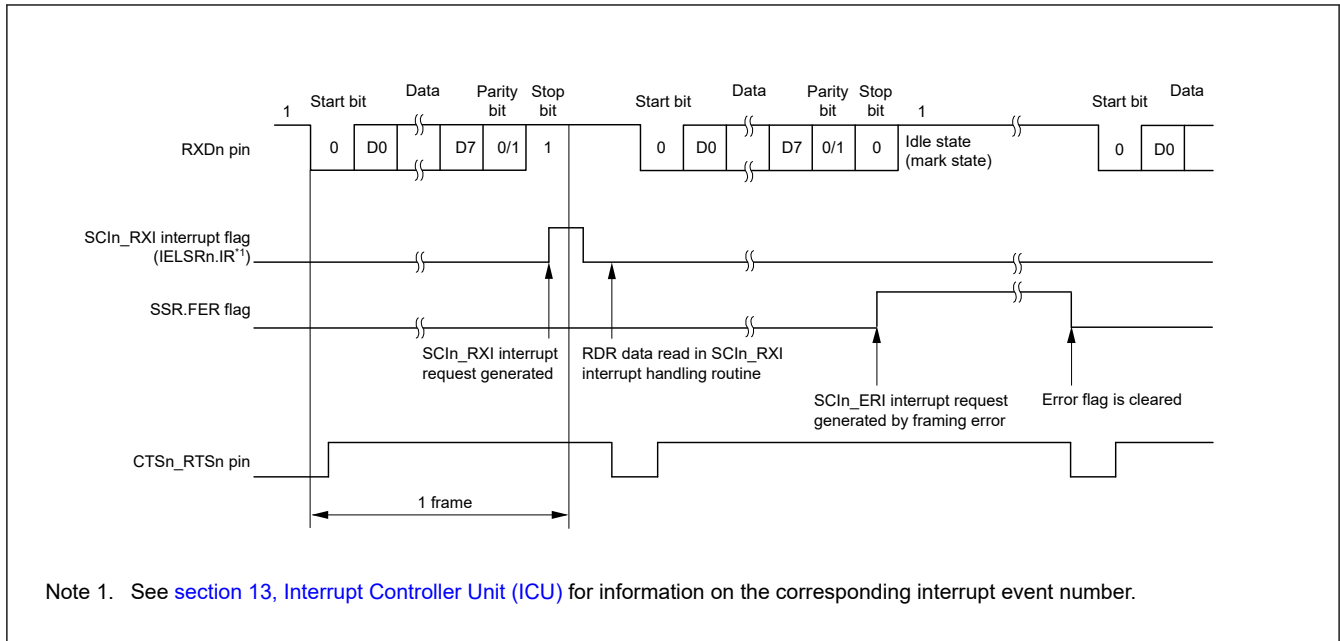 Start bit
Data
Parity bit
Stop bit
Start bit
Data
Parity bit
Stop bit
1
Start bit
Data
1
RXDn pin
0
D0
D7
0/1
1
0
D0
D7
0/1
0
Idle state
(mark state)
0
D0
SCIn_RXI interrupt flag
(IELSRn.IR*1)
SSR.FER flag
SCIn_RXI interrupt
request generated
RDR data read in SCIn_RXI
interrupt handling routine
SCIn_ERI interrupt request
generated by framing error
Error flag is cleared
CTSn_RTSn pin
1 frame
Note 1. See section 13, Interrupt Controller Unit (ICU) for information on the corresponding interrupt event number.